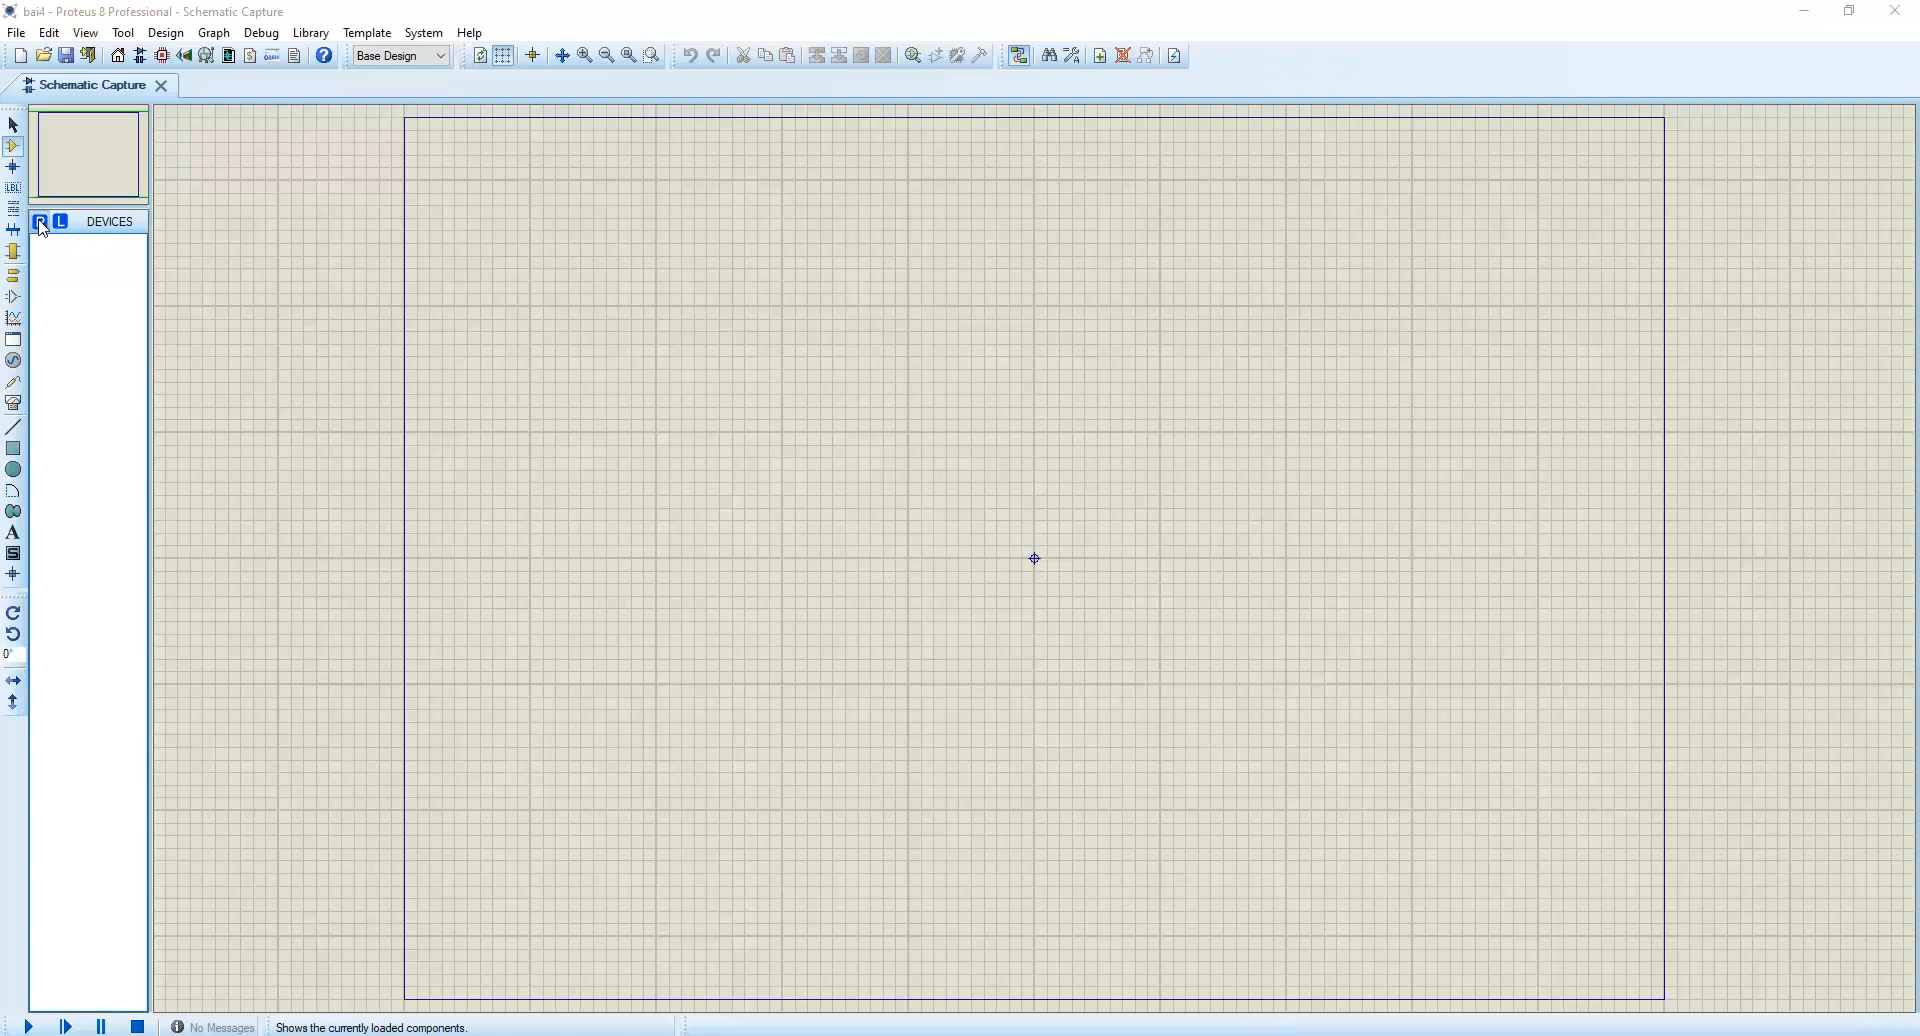 bai4 - Proteus 8 Professional - Schematic Capture
File Edit View Tool Design Graph Debug Library Template System Help
Base Design
Schematic Capture
P L DEVICES
LBL
A
S
0°
No Messages Shows the currently loaded components.